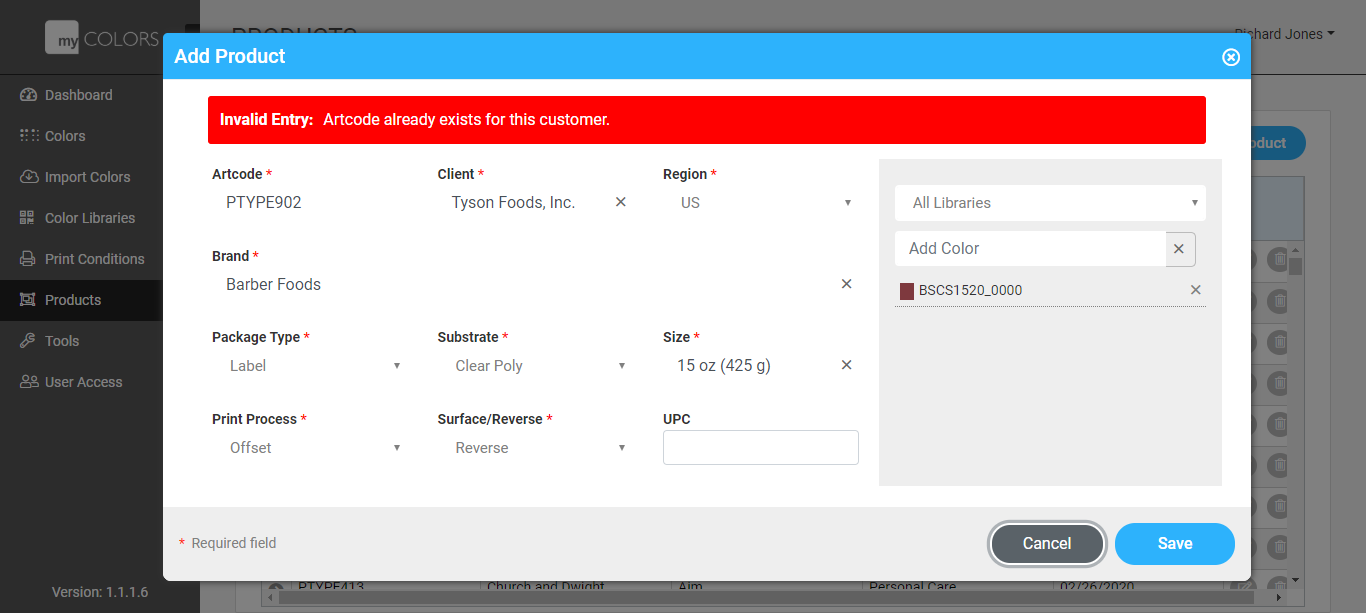 my COLORS
PRODUCTS
Richard Jones
Add Product
Invalid Entry: Artcode already exists for this customer.
Dashboard
Colors
Import Colors
Color Libraries
Print Conditions
Products
Tools
User Access
Artcode * Client * Region *
PTYPE902 Tyson Foods, Inc. US
Brand *
Barber Foods
Package Type * Substrate * Size *
Label Clear Poly 15 oz (425 g)
Print Process * Surface/Reverse * UPC
Offset Reverse
All Libraries
Add Color
BSCS1520_0000
oduct
* Required field
Cancel Save
PTYPE413 Church and Dwight Aim Personal Care 02/26/2020
Version: 1.1.1.6